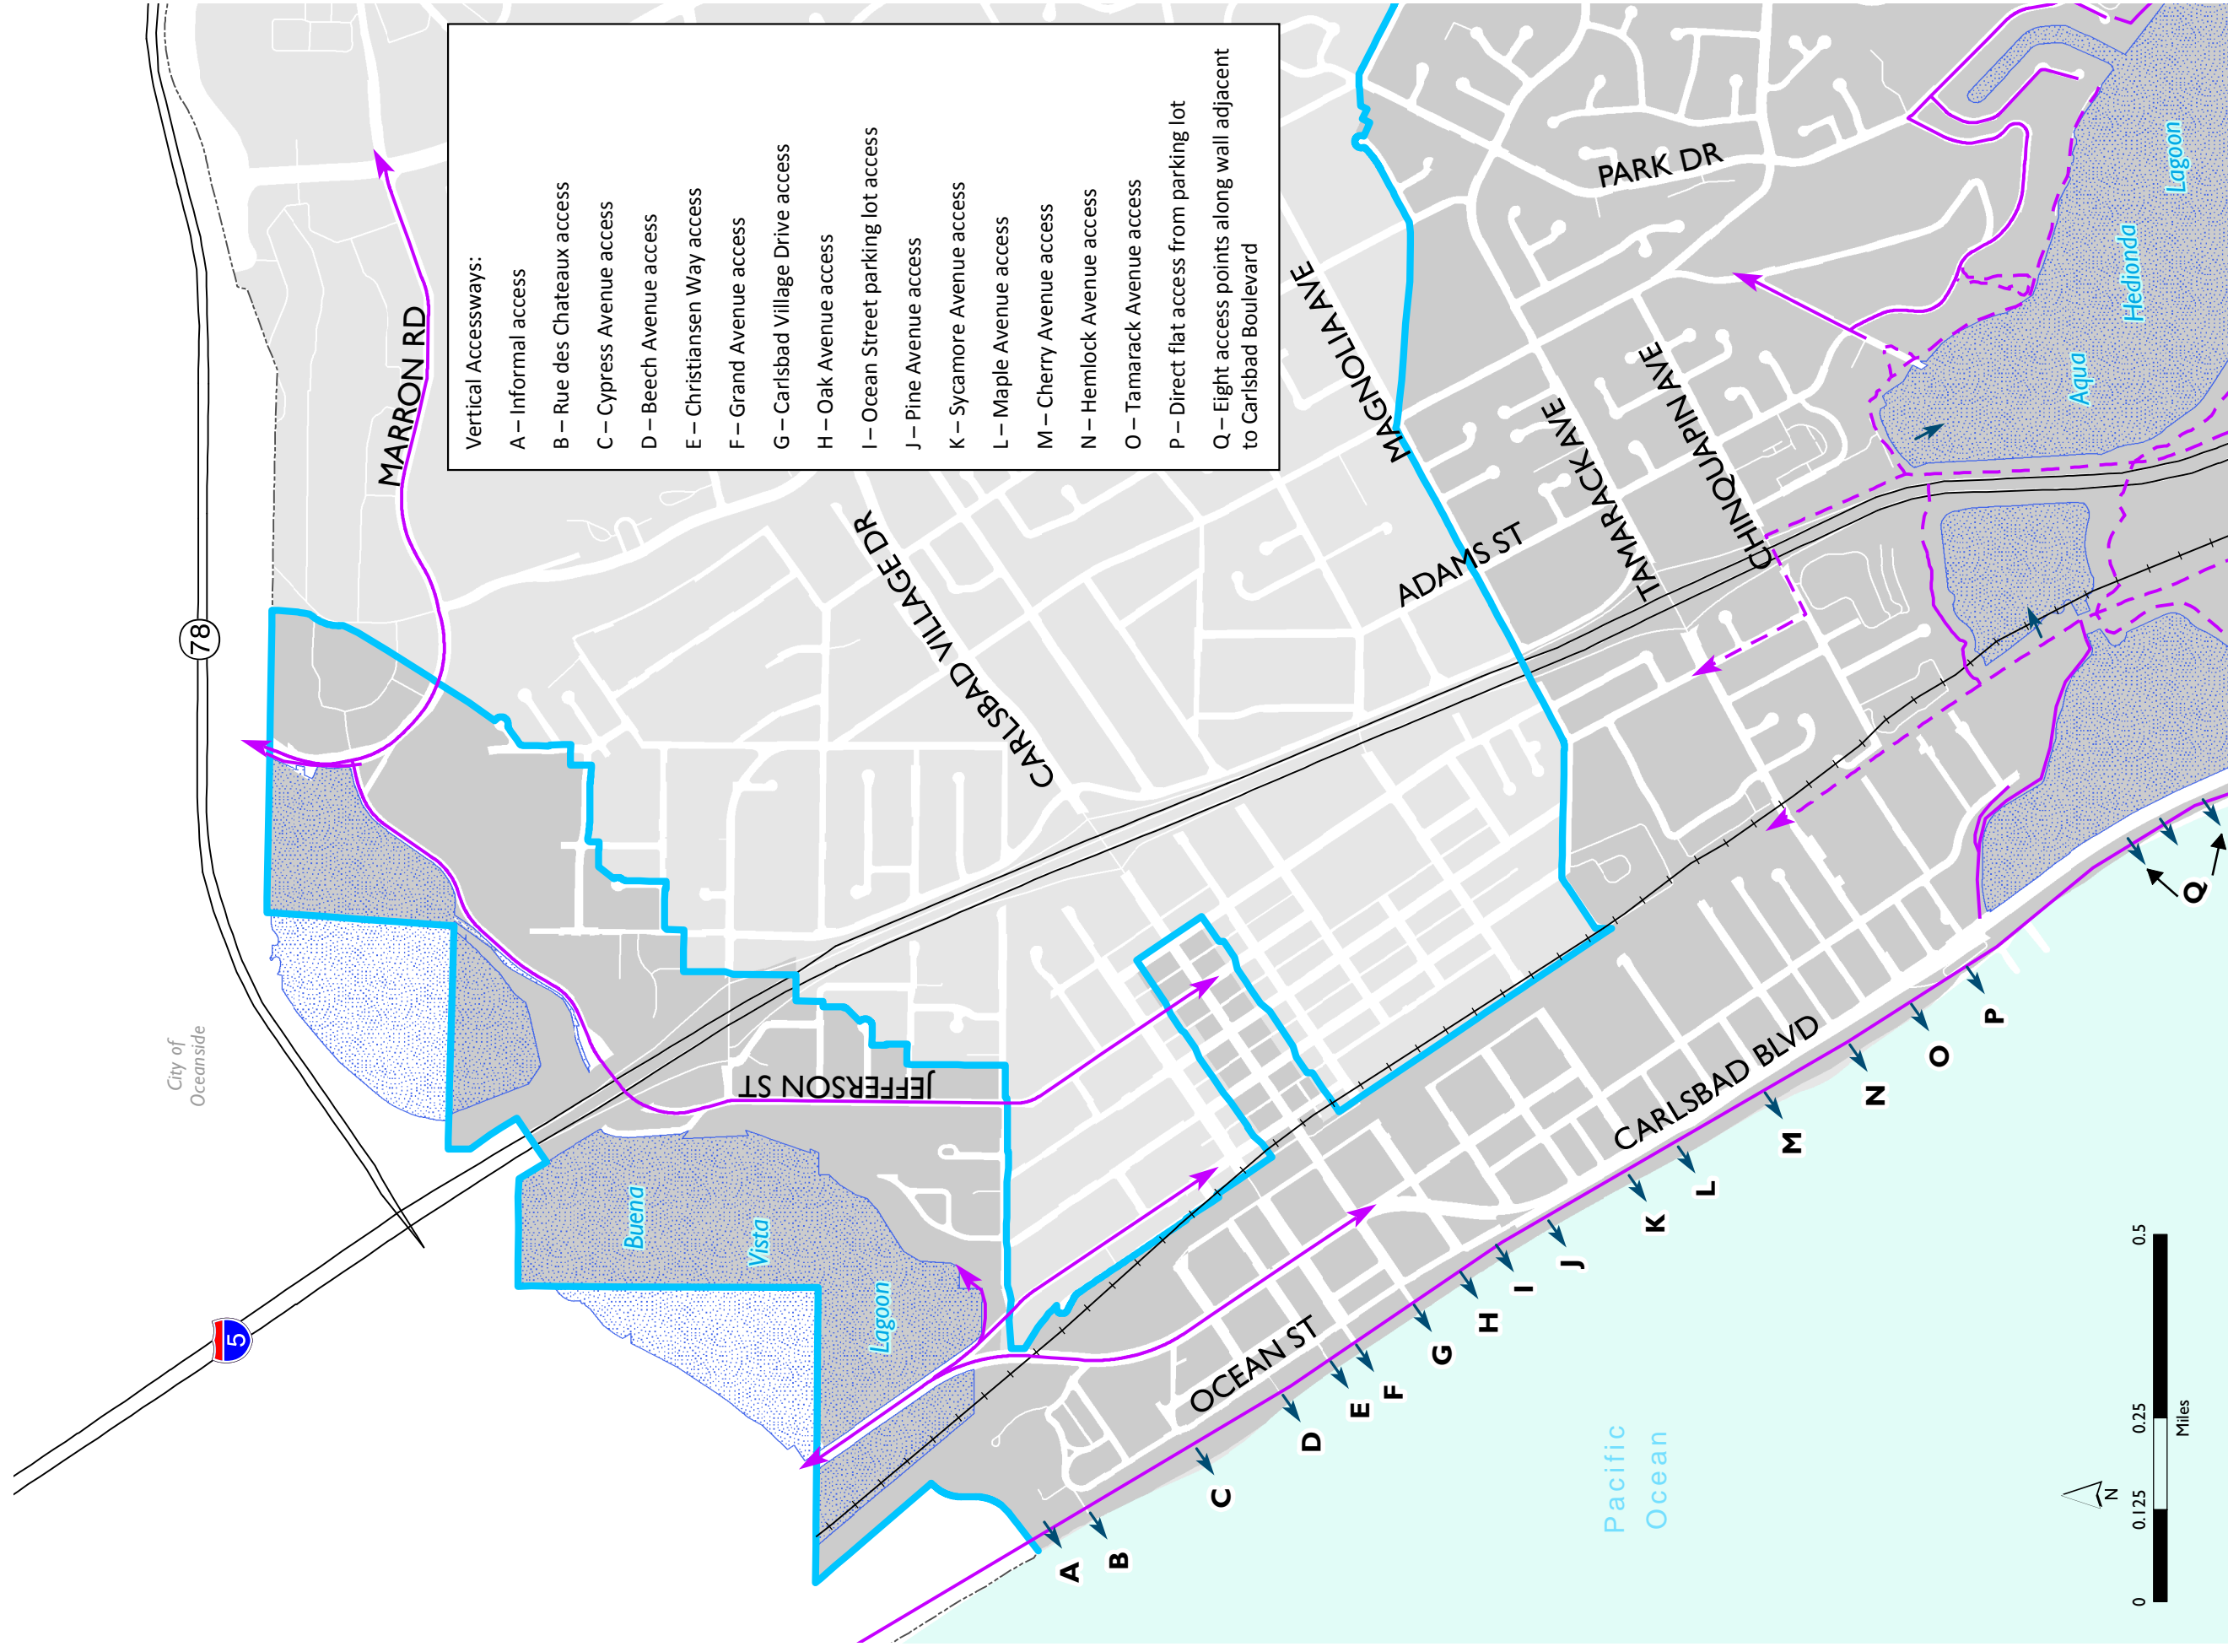 Vertical Accessways:
A – Informal access
B – Rue des Chateaux access
C – Cypress Avenue access
D – Beech Avenue access
E – Christiansen Way access
F – Grand Avenue access
G – Carlsbad Village Drive access
H – Oak Avenue access
I – Ocean Street parking lot access
J – Pine Avenue access
K – Sycamore Avenue access
L – Maple Avenue access
M – Cherry Avenue access
N – Hemlock Avenue access
O – Tamarack Avenue access
P – Direct flat access from parking lot
Q – Eight access points along wall adjacent
to Carlsbad Boulevard
78
5
City of
Oceanside
MARRON RD
CARLSBAD VILLAGE DR
JEFFERSON ST
MAGNOLIA AVE
ADAMS ST
TAMARACK AVE
CHINQUAPIN AVE
PARK DR
OCEAN ST
CARLSBAD BLVD
Buena
Vista
Lagoon
Aqua
Hedionda
Lagoon
Pacific
Ocean
A
B
C
D
E
F
G
H
I
J
K
L
M
N
O
P
Q
N
0 0.125 0.25 0.5
Miles